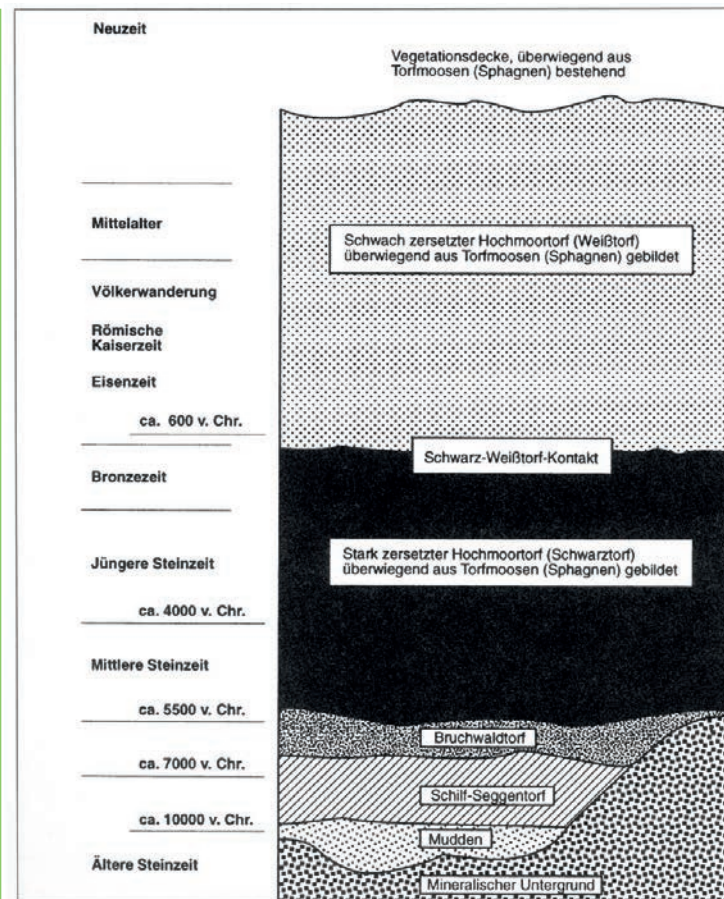 Neuzeit
Vegetationsdecke, überwiegend aus
Torfmoosen (Sphagnen) bestehend
Mittelalter
Schwach zersetzter Hochmoortorf (Weißtorf)
überwiegend aus Torfmoosen (Sphagnen) gebildet
Völkerwanderung
Römische
Kaiserzeit
Eisenzeit
ca. 600 v. Chr.
Schwarz-Weißtorf-Kontakt
Bronzezeit
Stark zersetzter Hochmoortorf (Schwarztorf)
überwiegend aus Torfmoosen (Sphagnen) gebildet
Jüngere Steinzeit
ca. 4000 v. Chr.
Mittlere Steinzeit
ca. 5500 v. Chr.
Bruchwaldtorf
ca. 7000 v. Chr.
Schilf-Seggentorf
ca. 10000 v. Chr.
Mudden
Ältere Steinzeit
Mineralischer Untergrund